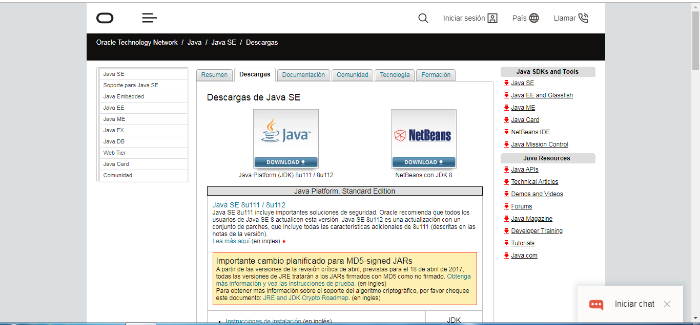 Iniciar sesión País Llamar
Oracle Technology Network / Java / Java SE / Descargas
Java SE
Soporte para Java SE
Java Embedded
Java EE
Java ME
Java FX
Java DB
Web Tier
Java Card
Comunidad
Resumen Descargas Documentación Comunidad Tecnología Formación
Descargas de Java SE
Java
DOWNLOAD
NetBeans
DOWNLOAD
Java Platform (JDK) 8u111 / 8u112
NetBeans con JDK 8
Java Platform, Standard Edition
Java SE 8u111 / 8u112
Java SE 8u111 incluye importantes soluciones de seguridad. Oracle recomienda que todos los
usuarios de Java SE 8 actualicen esta versión. Java SE 8u112 es una actualización con un
conjunto de parches, que incluye todas las características adicionales de 8u111 (descritas en las
notas de la versión).
Lea más aquí (en inglés)
Importante cambio planificado para MD5-signed JARs
A partir de las versiones de la revisión crítica de abril, previstas para el 18 de abril de 2017,
todas las versiones de JRE tratarán a los JARs firmados con MD5 como no firmado. Obtenga
más información y vea las instrucciones de prueba. (en ingles)
Para obtener más información sobre el soporte del algoritmo criptográfico, por favor cheque
este documento: JRE and JDK Crypto Roadmap. (en ingles)
Instrucciones de instalación (en inglés)
JDK
Java SDKs and Tools
Java SE
Java EE and Glassfish
Java ME
Java Card
NetBeans IDE
Java Mission Control
Java Resources
Java APIs
Technical Articles
Demos and Videos
Forums
Java Magazine
Developer Training
Tutorials
Java.com
Iniciar chat